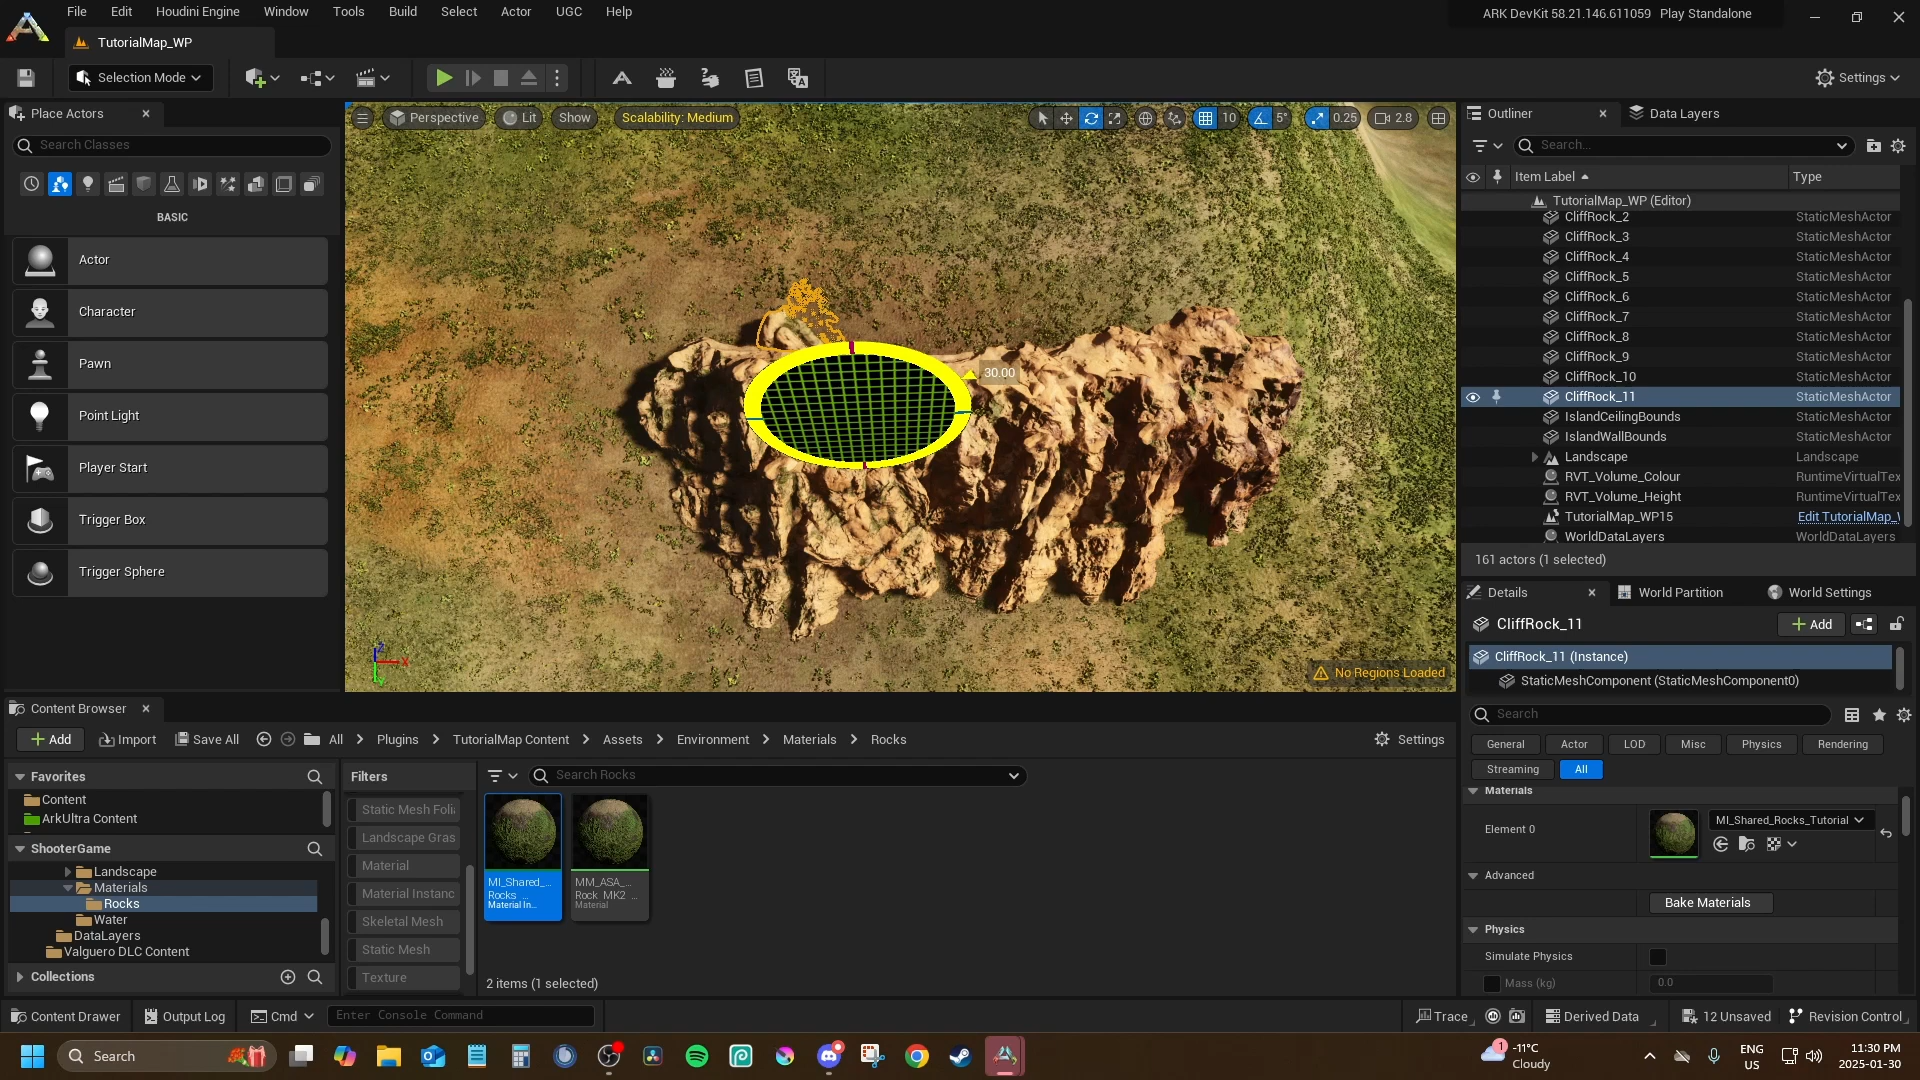 File Edit Houdini Engine Window Tools Build Select Actor UGC Help
ARK DevKit 58.21.146.611059 Play Standalone
TutorialMap_WP
Selection Mode
Settings
Place Actors
Search Classes
BASIC
Actor
Character
Pawn
Point Light
Player Start
Trigger Box
Trigger Sphere
Perspective Lit Show Scalability: Medium
10 5° 0.25 2.8
30.00
X
Z
No Regions Loaded
Outliner
Data Layers
Search...
Item Label Type
TutorialMap_WP (Editor)
CliffRock_2 StaticMeshActor
CliffRock_3 StaticMeshActor
CliffRock_4 StaticMeshActor
CliffRock_5 StaticMeshActor
CliffRock_6 StaticMeshActor
CliffRock_7 StaticMeshActor
CliffRock_8 StaticMeshActor
CliffRock_9 StaticMeshActor
CliffRock_10 StaticMeshActor
CliffRock_11 StaticMeshActor
IslandCeilingBounds StaticMeshActor
IslandWallBounds StaticMeshActor
Landscape Landscape
RVT_Volume_Colour RuntimeVirtualTex
RVT_Volume_Height RuntimeVirtualTex
TutorialMap_WP15 Edit TutorialMap_W
WorldDataLayers WorldDataLayers
161 actors (1 selected)
Details
World Partition
World Settings
CliffRock_11
Add
CliffRock_11 (Instance)
StaticMeshComponent (StaticMeshComponent0)
Search
General Actor LOD Misc Physics Rendering
Streaming All
Materials
Element 0
MI_Shared_Rocks_Tutorial
Advanced
Bake Materials
Physics
Simulate Physics
Mass (kg) 0.0
Content Browser
Add Import Save All All Plugins TutorialMap Content Assets Environment Materials Rocks
Settings
Favorites
Content
ArkUltra Content
ShooterGame
Landscape
Materials
Rocks
Water
DataLayers
Valguero DLC Content
Collections
Filters
Static Mesh Folia
Landscape Gras
Material
Material Instanc
Skeletal Mesh
Static Mesh
Texture
Search Rocks
MI_Shared_...
Rocks_...
Material In...
MM_ASA_...
Rock_MK2_...
Material
2 items (1 selected)
Content Drawer Output Log Cmd Enter Console Command
Trace Derived Data 12 Unsaved Revision Control
Search
1
-11°C
Cloudy
ENG
US
11:30 PM
2025-01-30